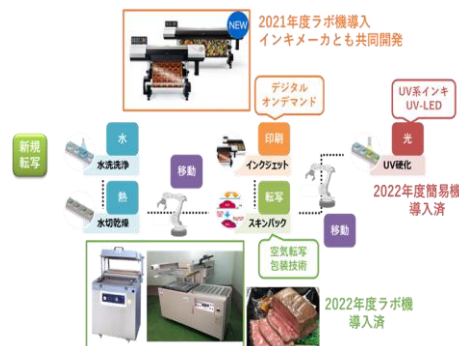 2021年度ラボ機導入
インキメーカとも共同開発
NEW
デジタル
オンデマンド
UV系インキ
UV-LED
新規
転写
水
水洗洗浄
移動
印刷
インクジェット
光
UV硬化
熱
水切乾燥
転写
スキンパック
移動
2022年度簡易機
導入済
空気転写
包装技術
2022年度ラボ機
導入済